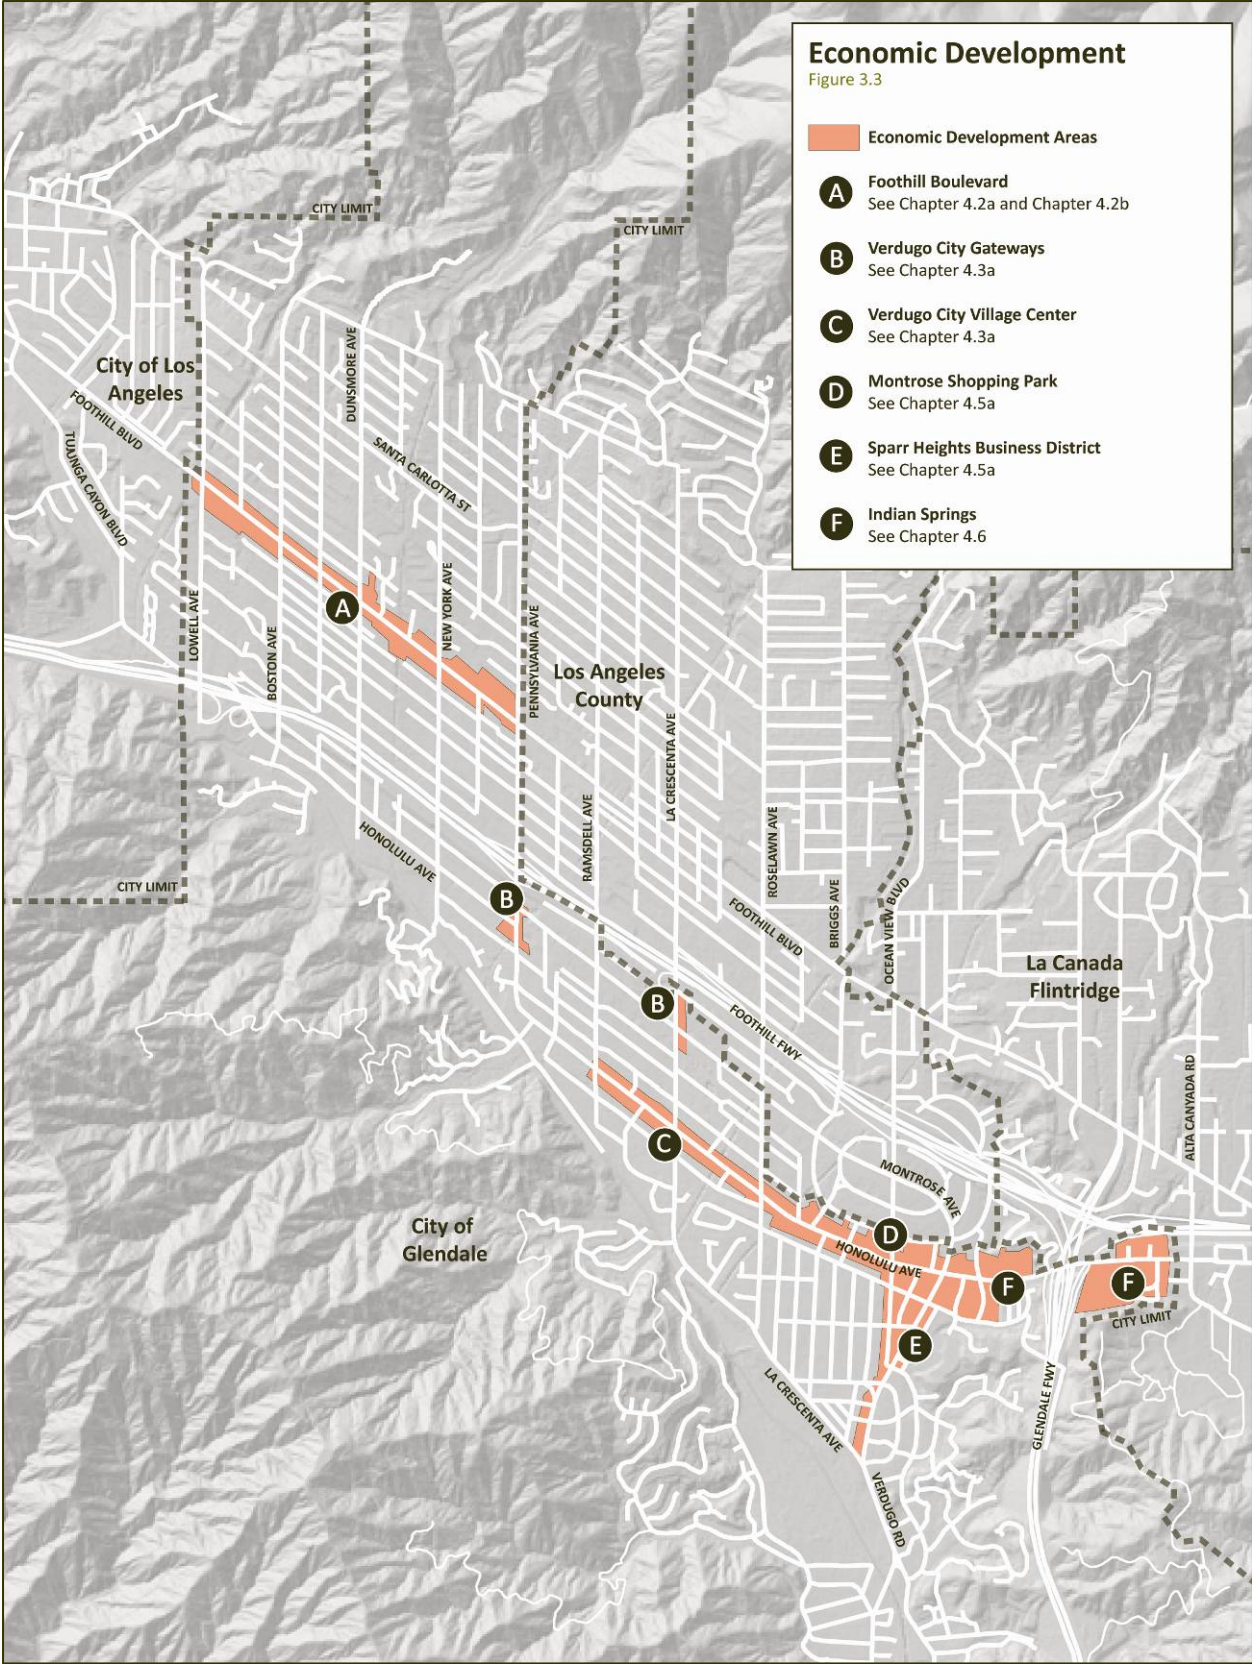 Economic Development
Figure 3.3
Economic Development Areas
A
Foothill Boulevard
See Chapter 4.2a and Chapter 4.2b
B
Verdugo City Gateways
See Chapter 4.3a
C
Verdugo City Village Center
See Chapter 4.3a
D
Montrose Shopping Park
See Chapter 4.5a
E
Sparr Heights Business District
See Chapter 4.5a
F
Indian Springs
See Chapter 4.6
CITY LIMIT
CITY LIMIT
City of Los
Angeles
FOOTHILL BLVD
TUJUNGA CAYON BLVD
DUNSMORE AVE
SANTA CARLOTTA ST
LOWELL AVE
BOSTON AVE
A
NEW YORK AVE
PENNSYLVANIA AVE
Los Angeles
County
LA CRESCENTA AVE
RAMSDELL AVE
ROSELAWN AVE
HONOLULU AVE
CITY LIMIT
B
FOOTHILL BLVD
BRIGGS AVE
OCEAN VIEW BLVD
La Canada
Flintridge
B
FOOTHILL FWY
ALTA CANYADA RD
C
MONTROSE AVE
City of
Glendale
D
HONOLULU AVE
F
F
CITY LIMIT
E
LA CRESCENTA AVE
GLENDALE FWY
VERDUGO RD